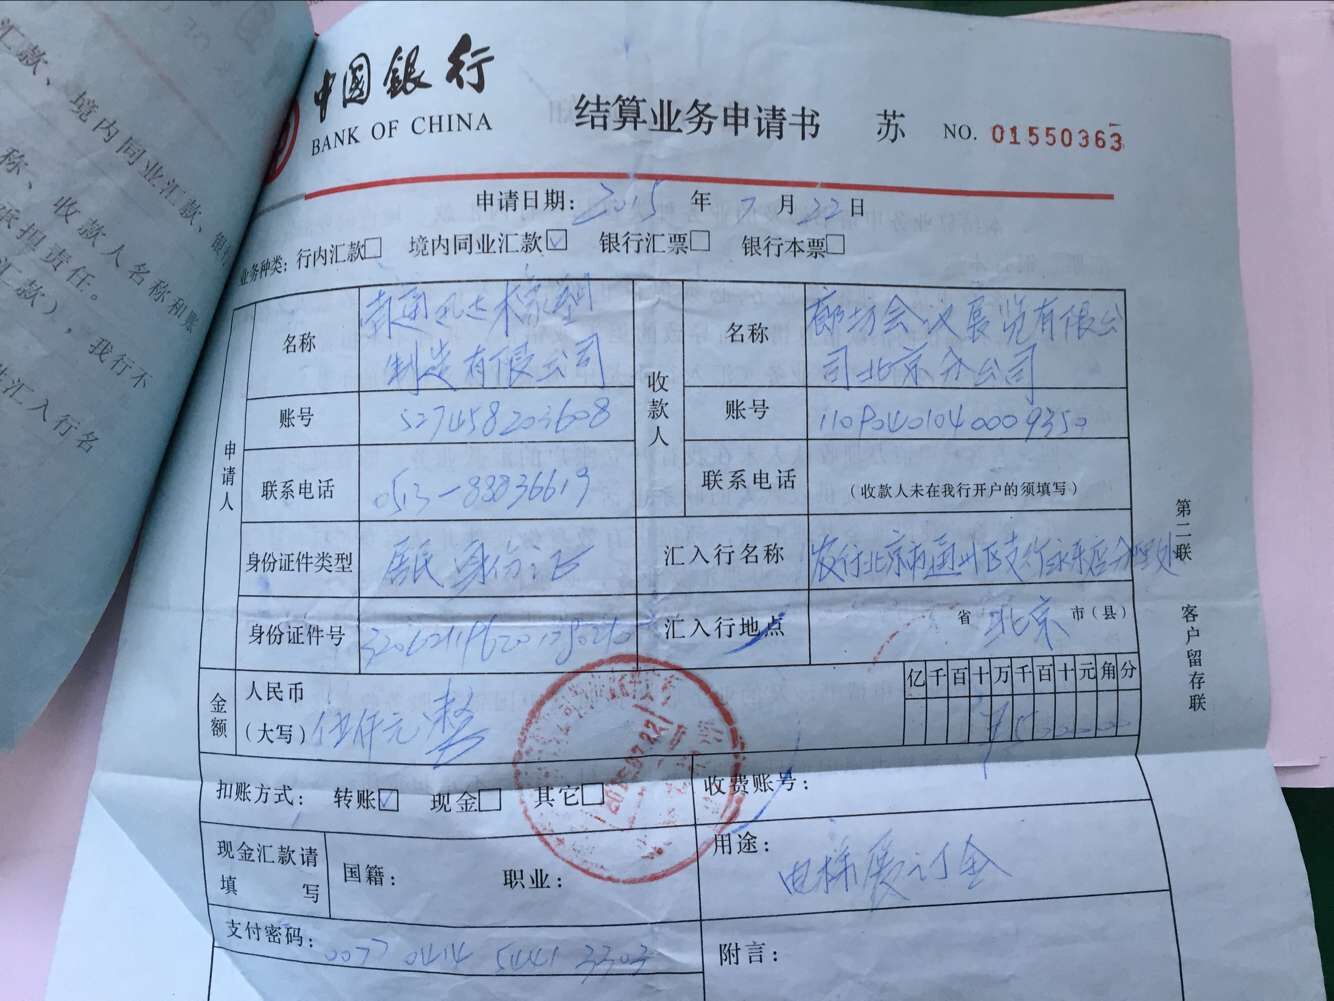 汇款、境内同业汇款、银行
称、收款人名称和账
承担责任。
汇款），我行不
汇入行名
中國銀行
BANK OF CHINA
结算业务申请书 苏 NO. 01550363
申请日期: 2015 年 7 月 22 日
业务种类: 行内汇款□ 境内同业汇款☑ 银行汇票□ 银行本票□
申请人
名称
制造有限公司
收款人
名称
廊坊会议展览有限公
司北京分公司
账号 527458203608
账号 11090401040009350
联系电话 0513-88836619
联系电话 (收款人未在我行开户的须填写)
身份证件类型 居民身份证
汇入行名称 农行北京市通州区支行永乐店分理处
身份证件号
汇入行地点 省 北京 市(县)
金额
人民币
(大写) 伍仟元整
亿千百十万千百十元角分
¥500000
扣账方式: 转账☑ 现金□ 其它□
收费账号:
2015.07.22
现金汇款请
填 写
国籍: 职业:
用途:
电梯展订金
支付密码: 0077 0414 5441 3303
附言:
第二联 客户留存联